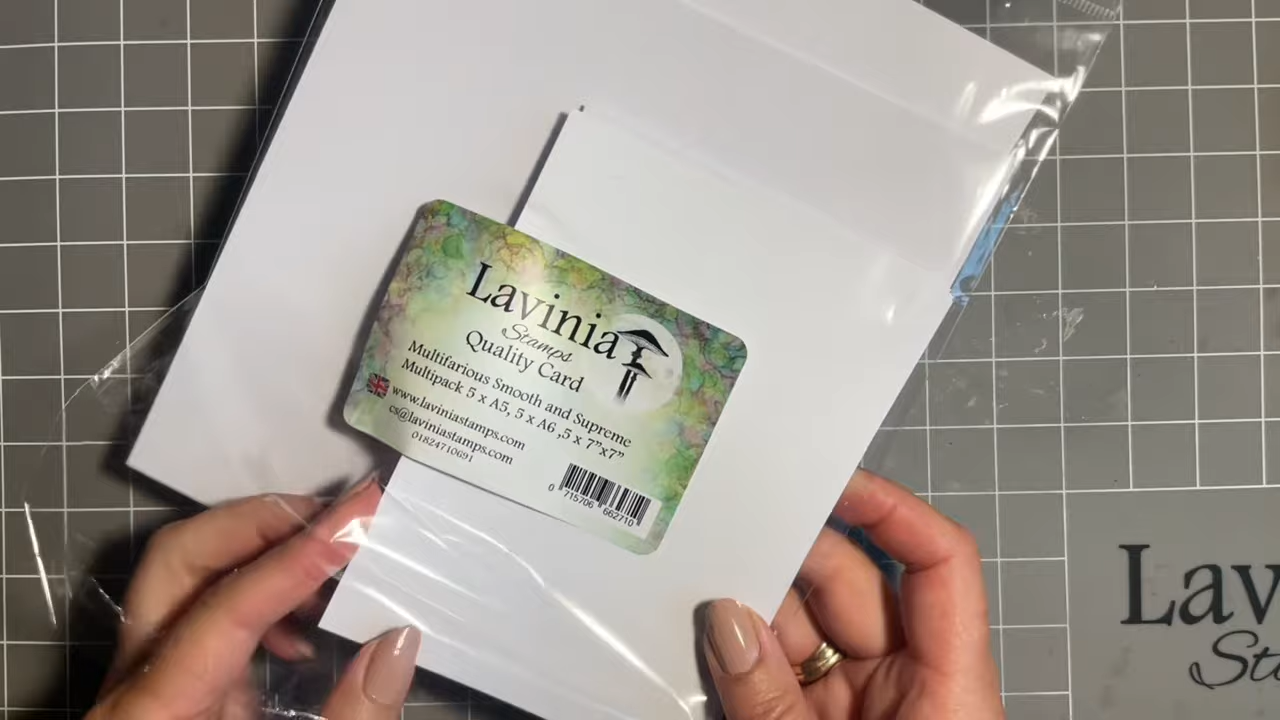 Lavinia
Stamps
Quality Card
Multifarious Smooth and Supreme
Multipack 5 x A5, 5 x A6 ,5 x 7”x7”
www.laviniastamps.com
cs@laviniastamps.com
01824710691
0 715706 662710
Lav
Sta